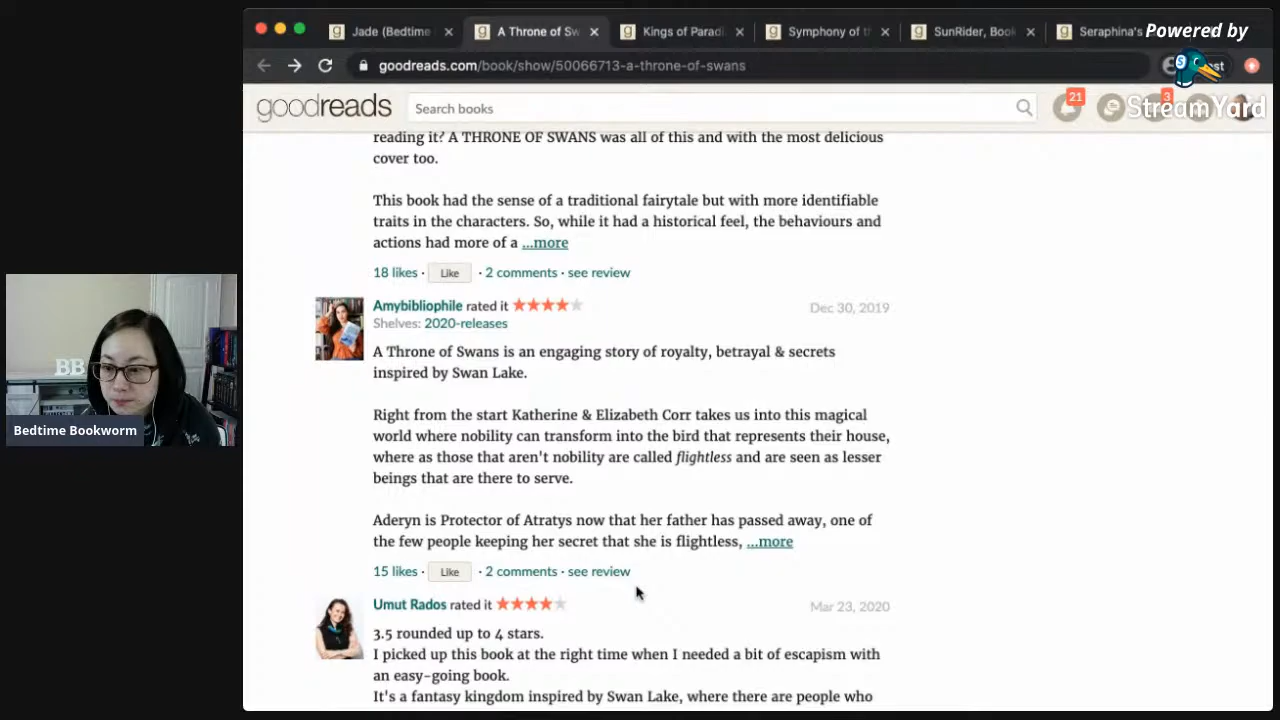 Jade (Bedtime
A Throne of Sw
Kings of Parad
Symphony of t
SunRider, Boo
Seraphina's
Powered by
goodreads.com/book/show/50066713-a-throne-of-swans
StreamYard
goodreads
Search books
21
3
reading it? A THRONE OF SWANS was all of this and with the most delicious
cover too.
This book had the sense of a traditional fairytale but with more identifiable
traits in the characters. So, while it had a historical feel, the behaviours and
actions had more of a ...more
18 likes · Like · 2 comments · see review
Amybibliophile rated it
Dec 30, 2019
Shelves: 2020-releases
A Throne of Swans is an engaging story of royalty, betrayal & secrets
inspired by Swan Lake.
Right from the start Katherine & Elizabeth Corr takes us into this magical
world where nobility can transform into the bird that represents their house,
where as those that aren't nobility are called flightless and are seen as lesser
beings that are there to serve.
Aderyn is Protector of Atratys now that her father has passed away, one of
the few people keeping her secret that she is flightless, ...more
15 likes · Like · 2 comments · see review
Umut Rados rated it
Mar 23, 2020
3.5 rounded up to 4 stars.
I picked up this book at the right time when I needed a bit of escapism with
an easy-going book.
It's a fantasy kingdom inspired by Swan Lake, where there are people who
BB
Bedtime Bookworm